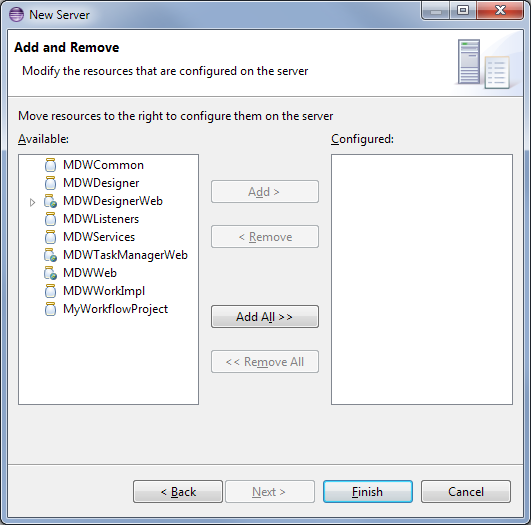 New Server
Add and Remove
Modify the resources that are configured on the server
Move resources to the right to configure them on the server
Available:
Configured:
MDWCommon
MDWDesigner
MDWDesignerWeb
MDWListeners
MDWServices
MDWTaskManagerWeb
MDWWeb
MDWWorkImpl
MyWorkflowProject
Add >
< Remove
Add All >>
<< Remove All
< Back
Next >
Finish
Cancel